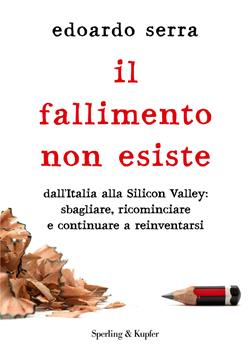 edoardo serra
il
fallimento
non esiste
dall'Italia alla Silicon Valley:
sbagliare, ricominciare
e continuare a reinventarsi
Sperling & Kupfer